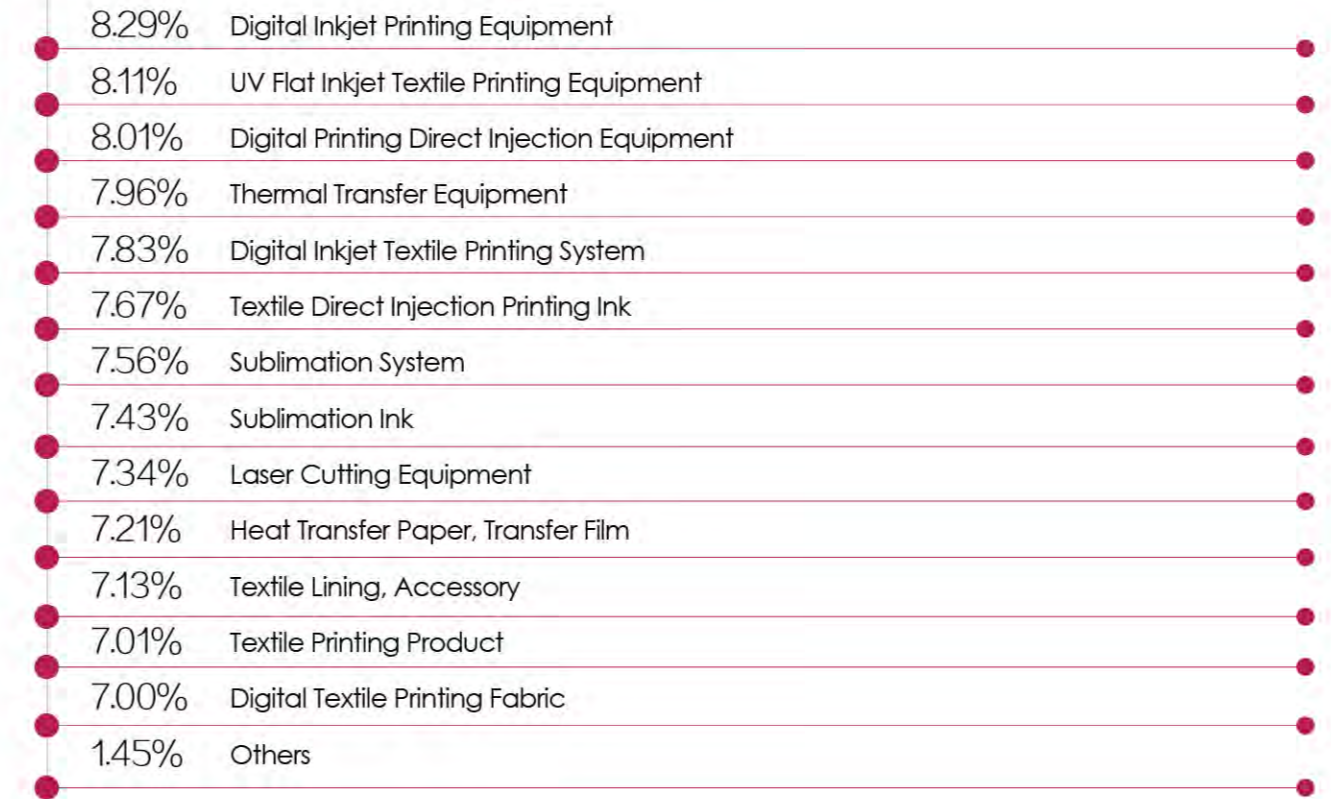 8.29% Digital Inkjet Printing Equipment
8.11% UV Flat Inkjet Textile Printing Equipment
8.01% Digital Printing Direct Injection Equipment
7.96% Thermal Transfer Equipment
7.83% Digital Inkjet Textile Printing System
7.67% Textile Direct Injection Printing Ink
7.56% Sublimation System
7.43% Sublimation Ink
7.34% Laser Cutting Equipment
7.21% Heat Transfer Paper, Transfer Film
7.13% Textile Lining, Accessory
7.01% Textile Printing Product
7.00% Digital Textile Printing Fabric
1.45% Others